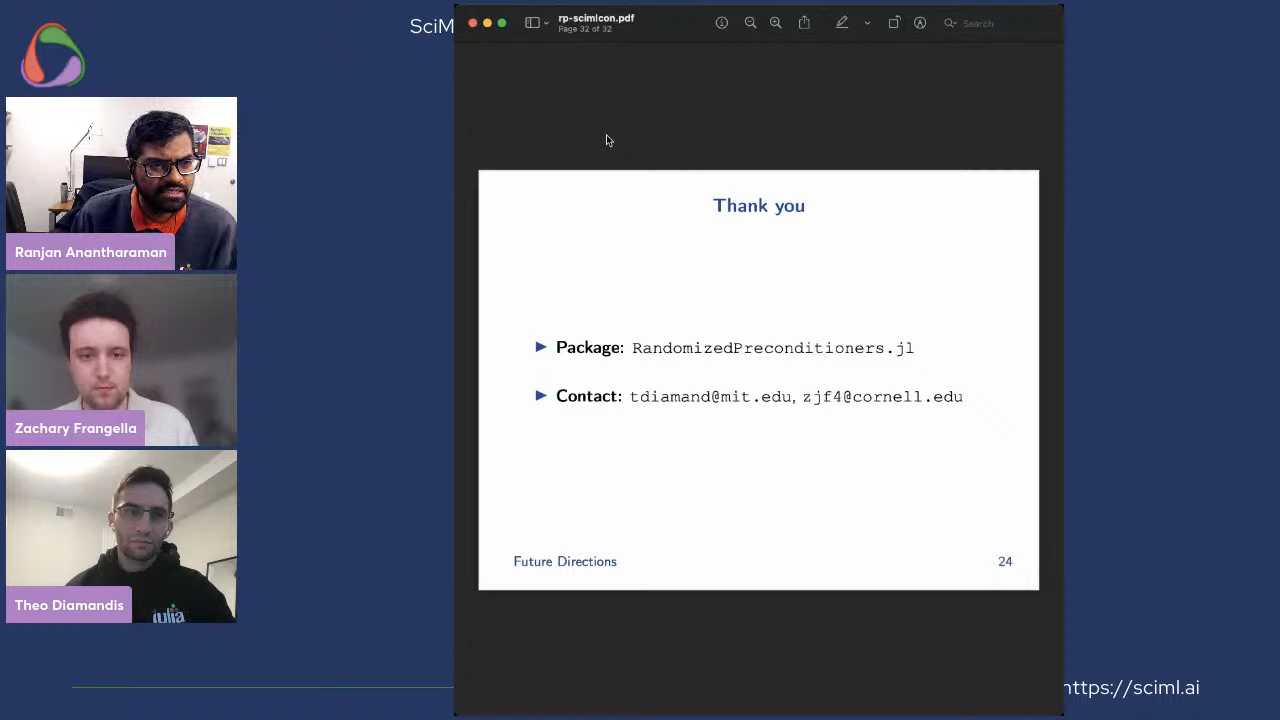 SciM
rp-scimlcon.pdf
Page 32 of 32
Search
Ranjan Anantharaman
Zachary Frangella
Theo Diamandis
julia
Thank you
Package: RandomizedPreconditioners.jl
Contact: tdiamand@mit.edu, zjf4@cornell.edu
Future Directions
24
https://sciml.ai